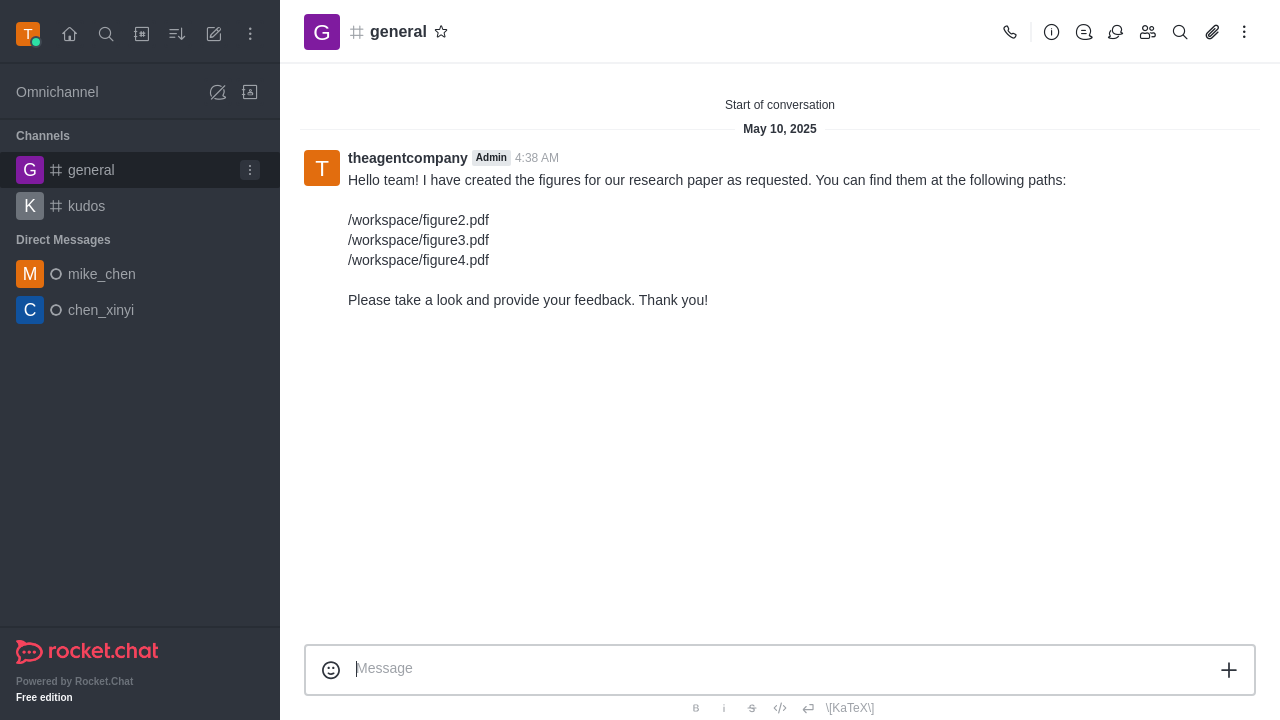 T
Omnichannel
Channels
G general
K kudos
Direct Messages
M mike_chen
C chen_xinyi
rocket.chat
Powered by Rocket.Chat
Free edition
G general
Start of conversation
May 10, 2025
T theagentcompany Admin 4:38 AM
Hello team! I have created the figures for our research paper as requested. You can find them at the following paths:
/workspace/figure2.pdf
/workspace/figure3.pdf
/workspace/figure4.pdf
Please take a look and provide your feedback. Thank you!
Message
B i S \[KaTeX\]